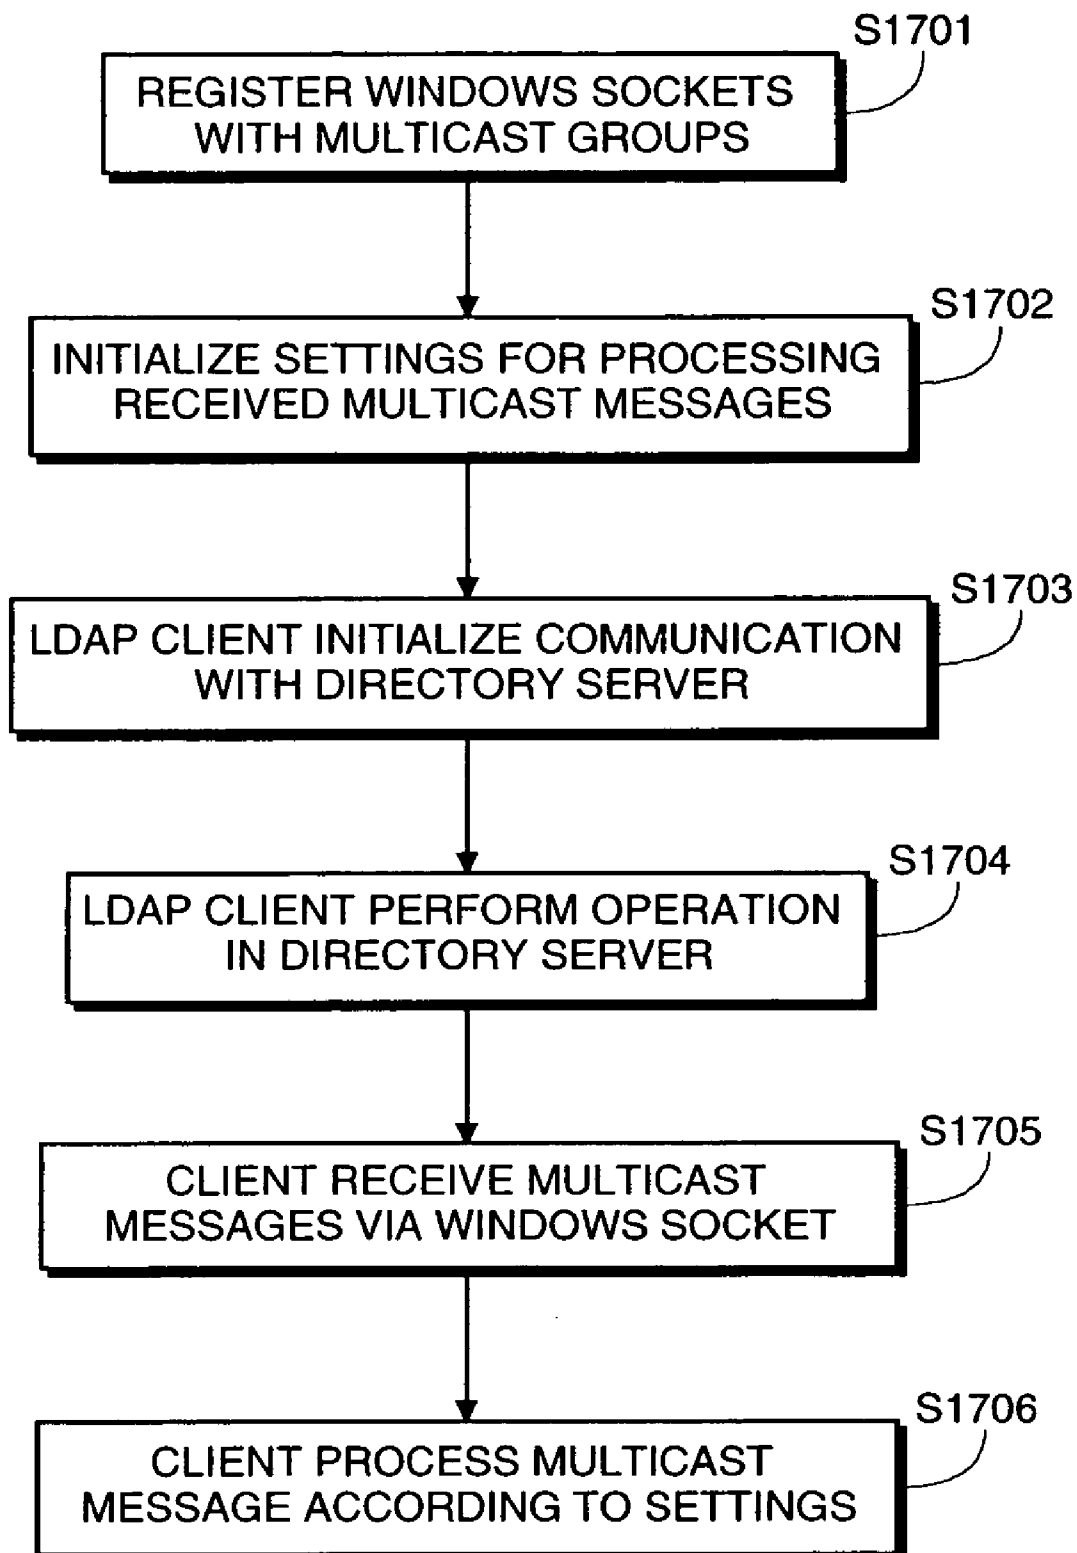 S1701
REGISTER WINDOWS SOCKETS
WITH MULTICAST GROUPS
S1702
INITIALIZE SETTINGS FOR PROCESSING
RECEIVED MULTICAST MESSAGES
S1703
LDAP CLIENT INITIALIZE COMMUNICATION
WITH DIRECTORY SERVER
S1704
LDAP CLIENT PERFORM OPERATION
IN DIRECTORY SERVER
S1705
CLIENT RECEIVE MULTICAST
MESSAGES VIA WINDOWS SOCKET
S1706
CLIENT PROCESS MULTICAST
MESSAGE ACCORDING TO SETTINGS